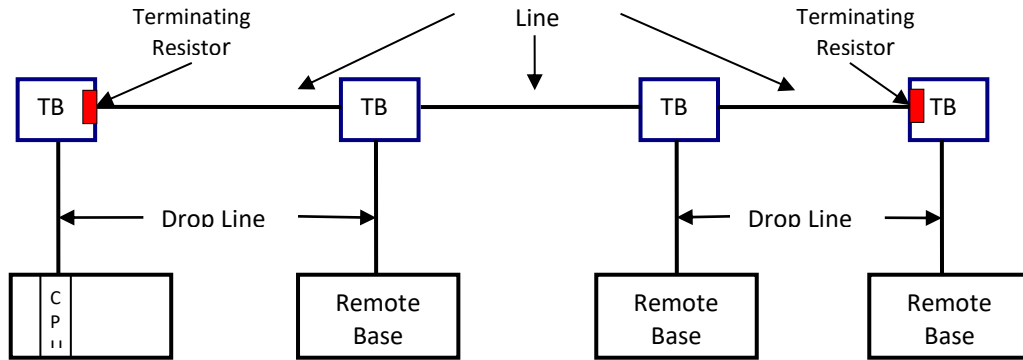 Terminating
Resistor
Line
Terminating
Resistor
TB
TB
TB
TB
Drop Line
Drop Line
C
P
Remote
Base
Remote
Base
Remote
Base